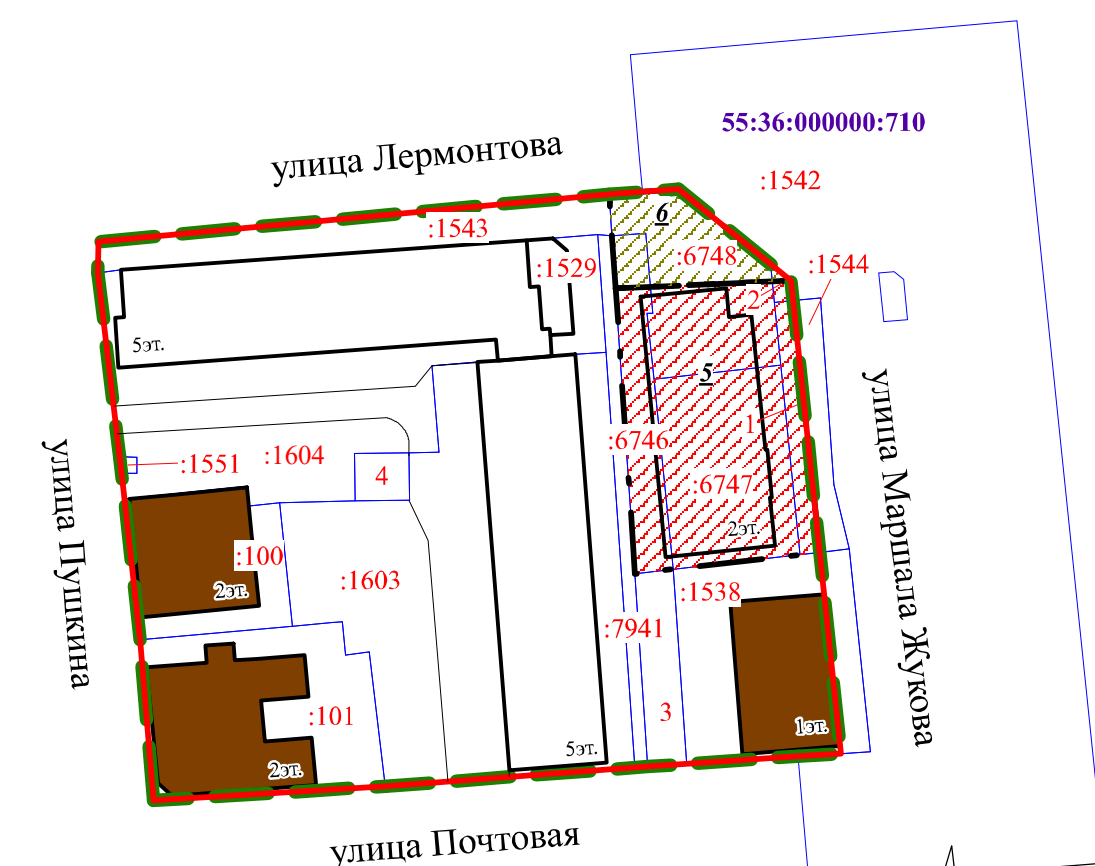 55:36:000000:710
улица Лермонтова
:1542
6
:1543
:6748
:1529
:1544
2
5эт.
5
1
:6746
:1551
:1604
4
:6747
2эт.
улица Пушкина
улица Маршала Жукова
:100
2эт.
:1603
:1538
:7941
:101
3
1эт.
5эт.
2эт.
улица Почтовая